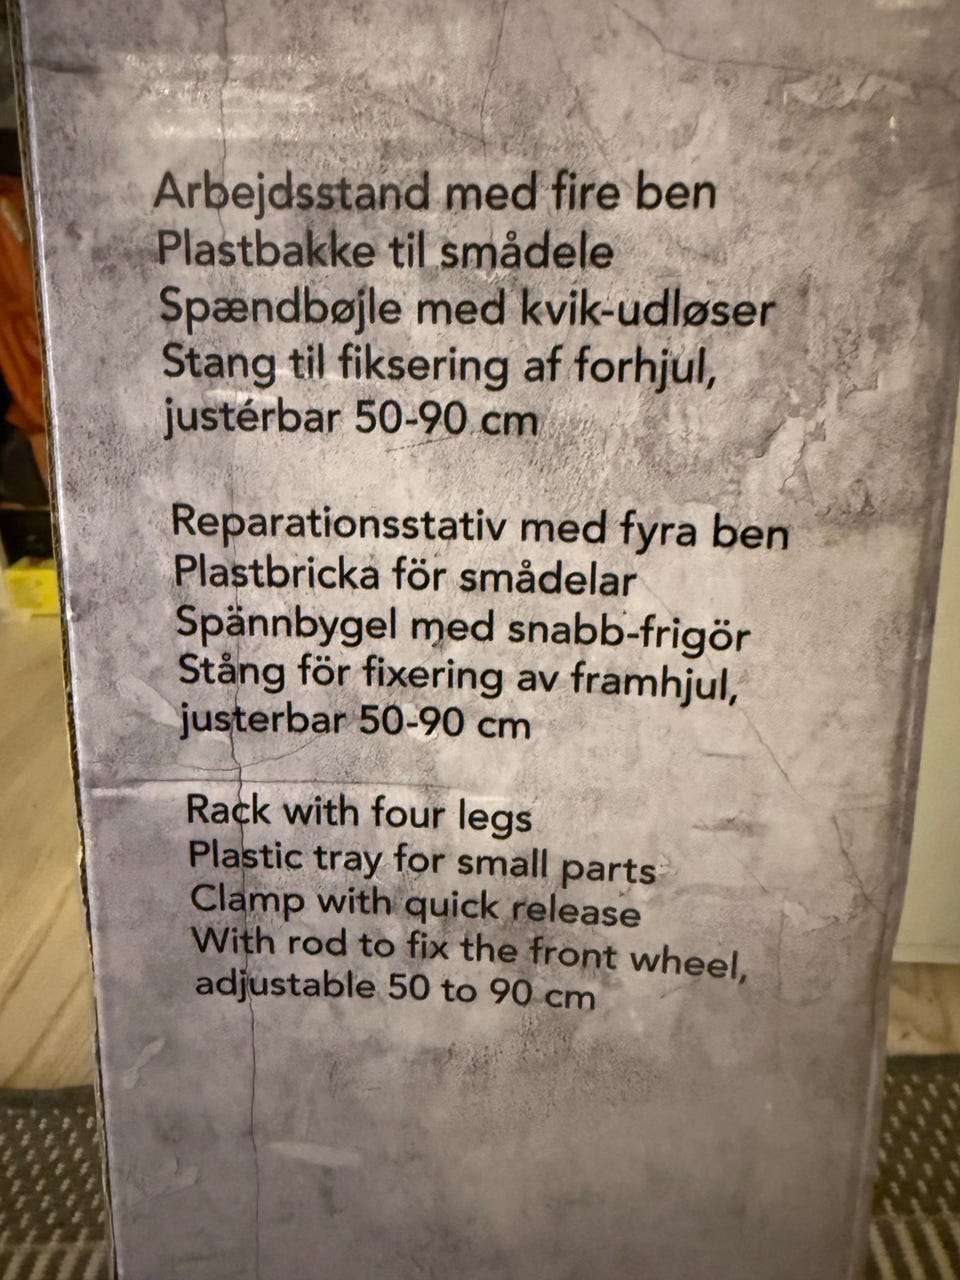 Arbejdsstand med fire ben
Plastbakke til smådele
Spændbøjle med kvik-udløser
Stang til fiksering af forhjul,
justérbar 50-90 cm
Reparationsstativ med fyra ben
Plastbricka för smådelar
Spännbygel med snabb-frigör
Stång för fixering av framhjul,
justerbar 50-90 cm
Rack with four legs
Plastic tray for small parts
Clamp with quick release
With rod to fix the front wheel,
adjustable 50 to 90 cm